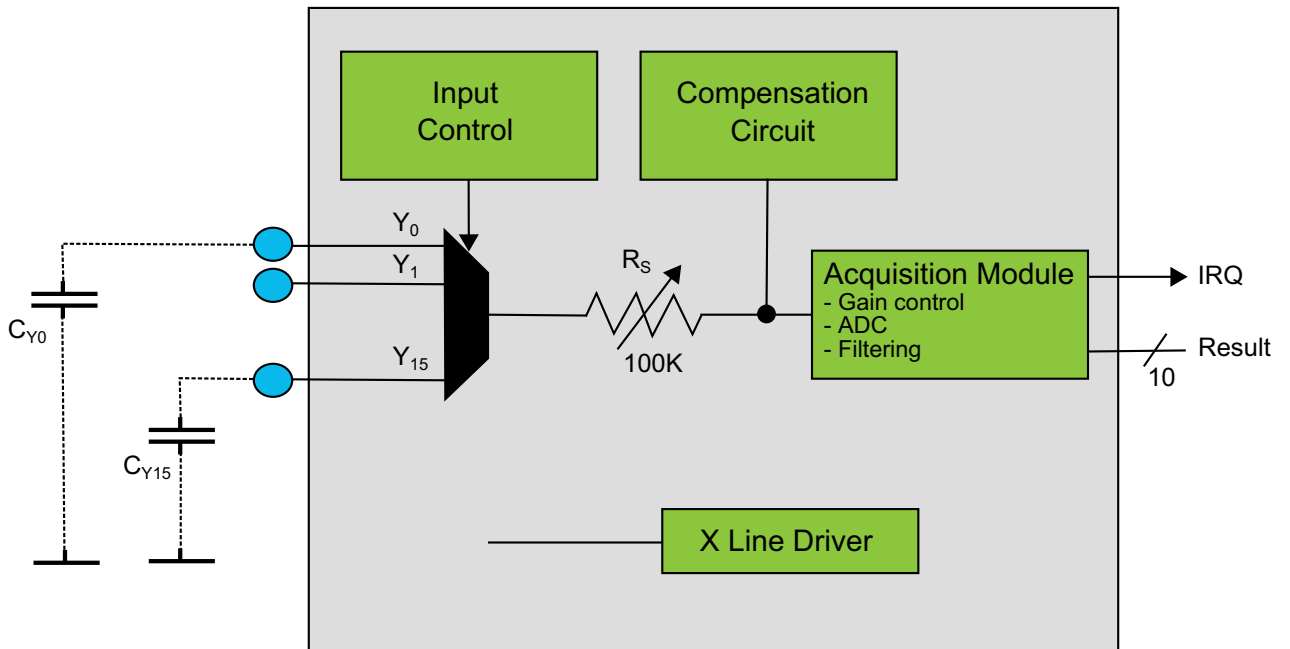 Input
Control
Compensation
Circuit
Y0
Y1
Y15
RS
100K
Acquisition Module
- Gain control
- ADC
- Filtering
IRQ
Result
10
CY0
CY15
X Line Driver